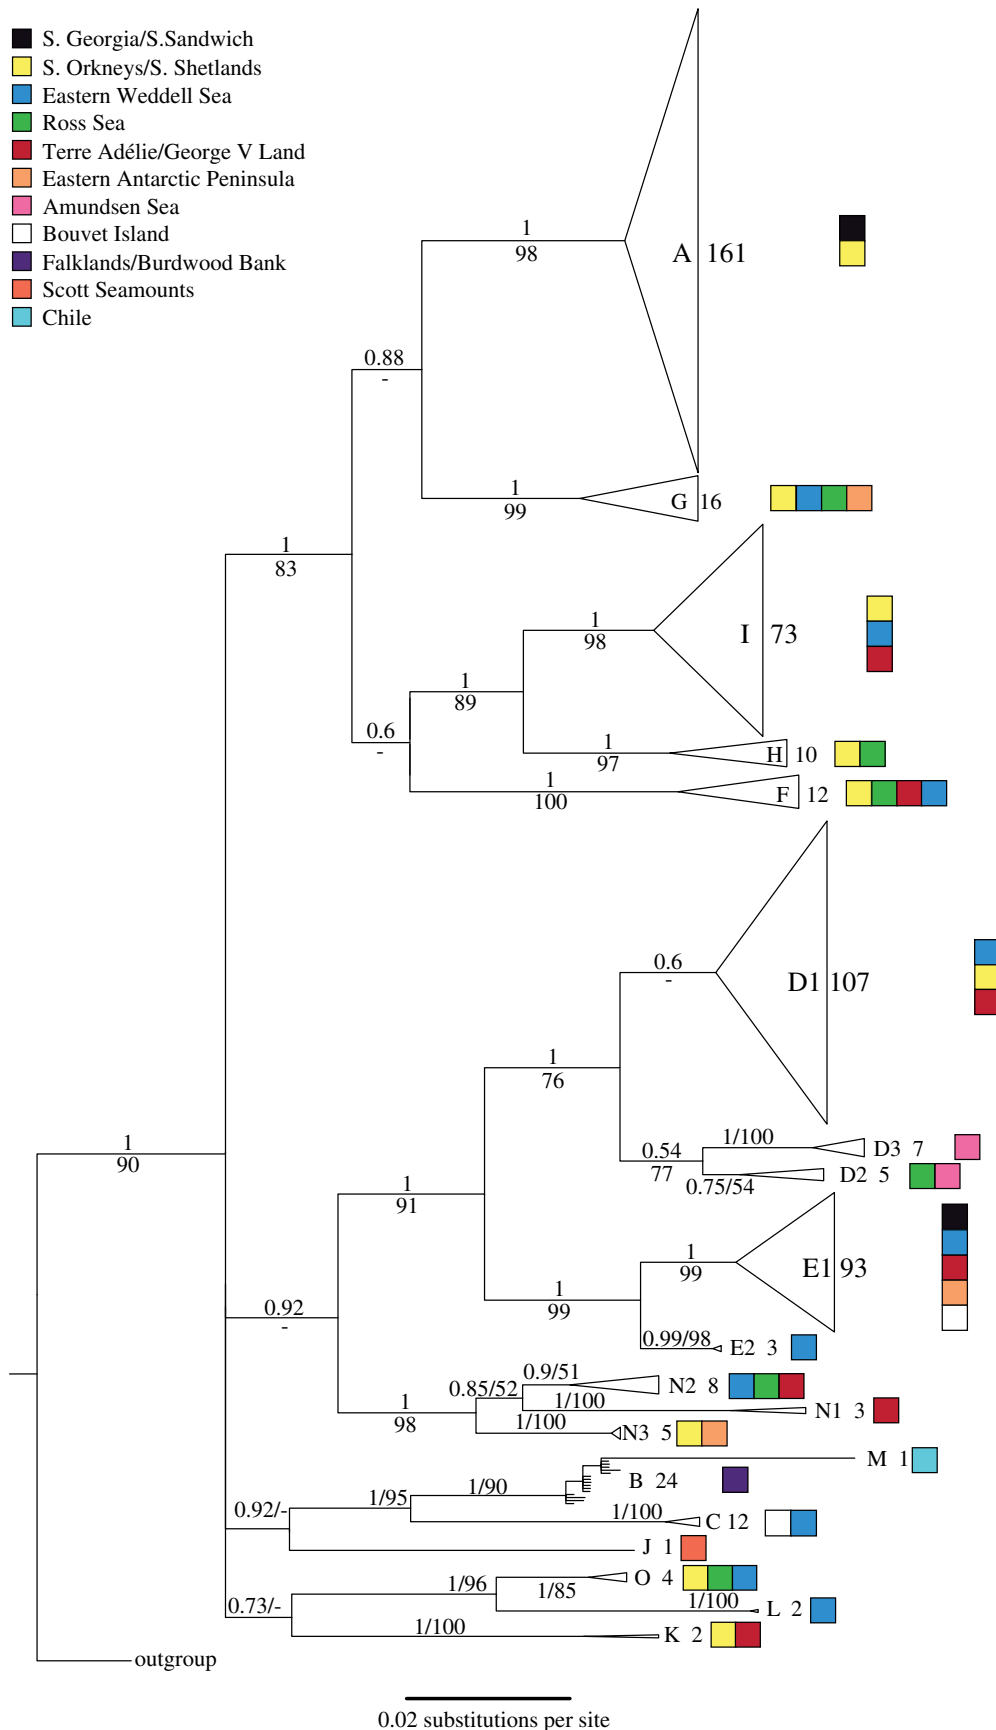 S. Georgia/S.Sandwich
S. Orkneys/S. Shetlands
Eastern Weddell Sea
Ross Sea
Terre Adélie/George V Land
Eastern Antarctic Peninsula
Amundsen Sea
Bouvet Island
Falklands/Burdwood Bank
Scott Seamounts
Chile
1
98
A 161
0.88
-
1
99
G 16
1
83
1
98
I 73
1
89
0.6
-
1
97
H 10
1
100
F 12
0.6
-
D1 107
1
76
1/100
D3 7
0.54
77
0.75/54
D2 5
1
90
1
91
1
99
E1 93
1
99
0.99/98
E2 3
0.92
-
0.9/51
N2 8
0.85/52
1/100
N1 3
1
98
1/100
N3 5
M 1
B 24
1/90
1/95
0.92/-
1/100
C 12
J 1
O 4
1/96
1/85
1/100
L 2
0.73/-
1/100
K 2
outgroup
0.02 substitutions per site